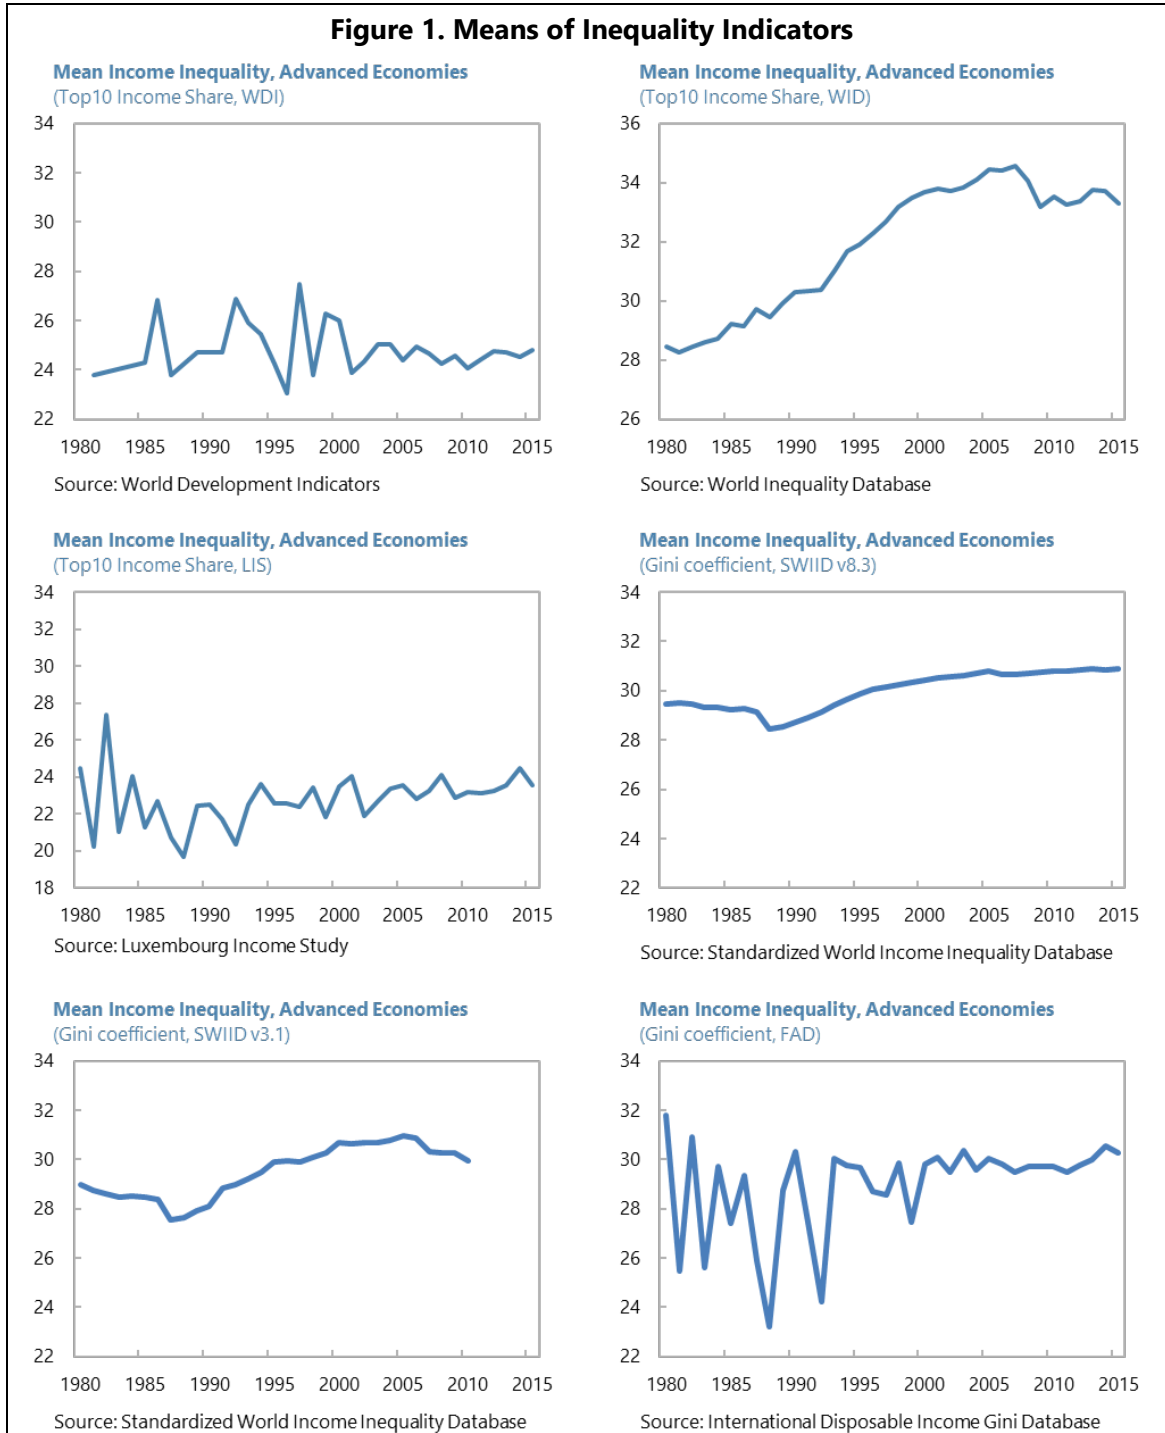 Figure 1. Means of Inequality Indicators
Mean Income Inequality, Advanced Economies
(Top10 Income Share, WDI)
34
32
30
28
26
24
22
1980 1985 1990 1995 2000 2005 2010 2015
Source: World Development Indicators
Mean Income Inequality, Advanced Economies
(Top10 Income Share, WID)
36
34
32
30
28
26
1980 1985 1990 1995 2000 2005 2010 2015
Source: World Inequality Database
Mean Income Inequality, Advanced Economies
(Top10 Income Share, LIS)
34
32
30
28
26
24
22
20
18
1980 1985 1990 1995 2000 2005 2010 2015
Source: Luxembourg Income Study
Mean Income Inequality, Advanced Economies
(Gini coefficient, SWIID v8.3)
34
32
30
28
26
24
22
1980 1985 1990 1995 2000 2005 2010 2015
Source: Standardized World Income Inequality Database
Mean Income Inequality, Advanced Economies
(Gini coefficient, SWIID v3.1)
34
32
30
28
26
24
22
1980 1985 1990 1995 2000 2005 2010 2015
Source: Standardized World Income Inequality Database
Mean Income Inequality, Advanced Economies
(Gini coefficient, FAD)
34
32
30
28
26
24
22
1980 1985 1990 1995 2000 2005 2010 2015
Source: International Disposable Income Gini Database